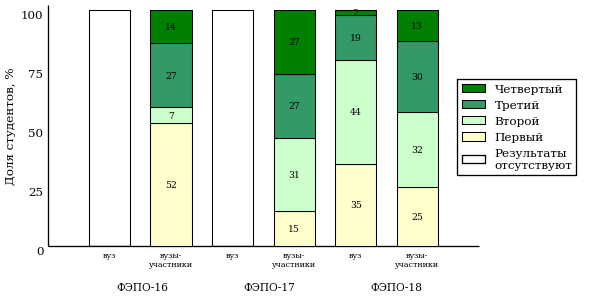 Доля студентов, %
100
75
50
25
0
14
27
7
52
27
27
31
15
2
19
44
35
13
30
32
25
вуз
вузы-
участники
вуз
вузы-
участники
вуз
вузы-
участники
ФЭПО-16
ФЭПО-17
ФЭПО-18
Четвертый
Третий
Второй
Первый
Результаты
отсутствуют